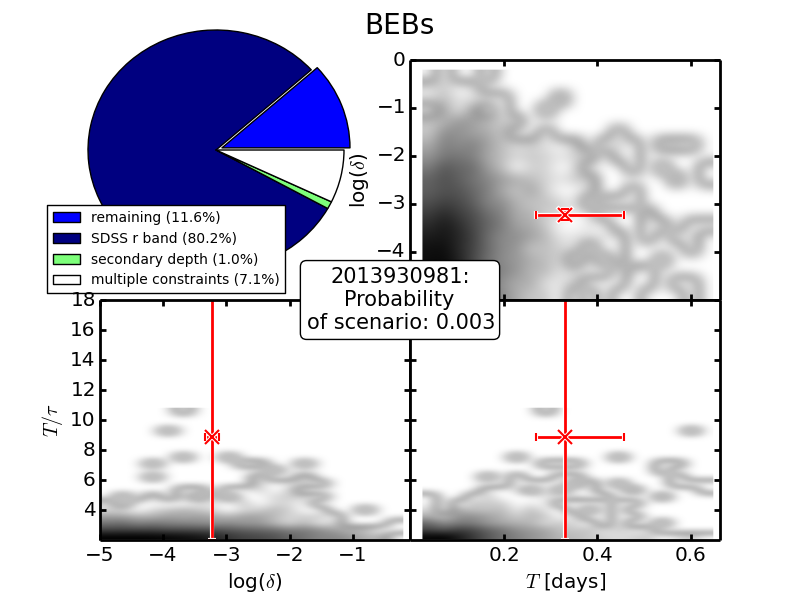 BEBs
remaining (11.6%)
SDSS r band (80.2%)
secondary depth (1.0%)
multiple constraints (7.1%)
0
−1
−2
−3
−4
log(δ)
2013930981:
Probability
of scenario: 0.003
18
16
14
12
10
8
6
4
T/τ
−5 −4 −3 −2 −1
log(δ)
0.2 0.4 0.6
T [days]